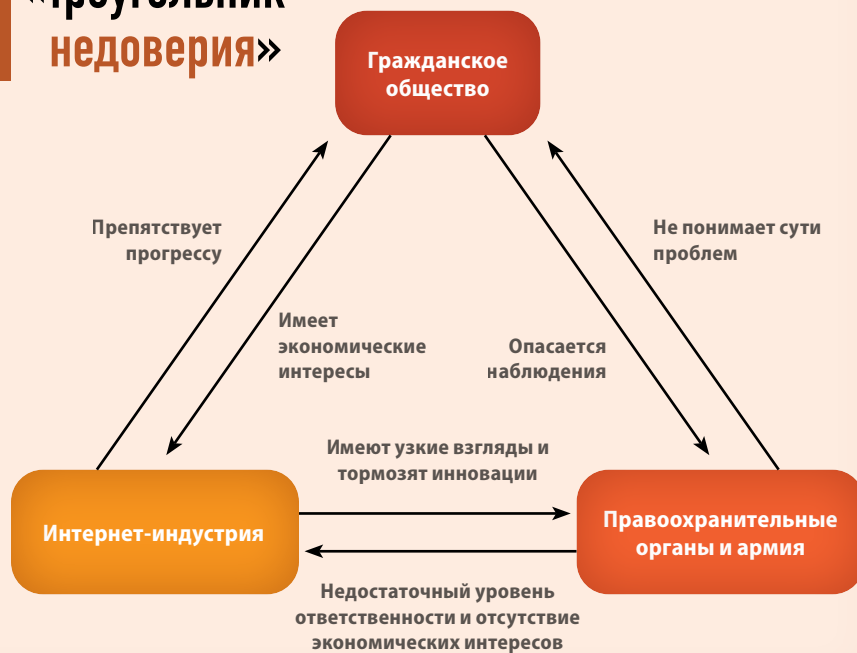 «Треугольник
недоверия»
Гражданское
общество
Препятствует
прогрессу
Не понимает сути
проблем
Имеет
экономические
интересы
Опасается
наблюдения
Имеют узкие взгляды и
тормозят инновации
Интернет-индустрия
Правоохранительные
органы и армия
Недостаточный уровень
ответственности и отсутствие
экономических интересов